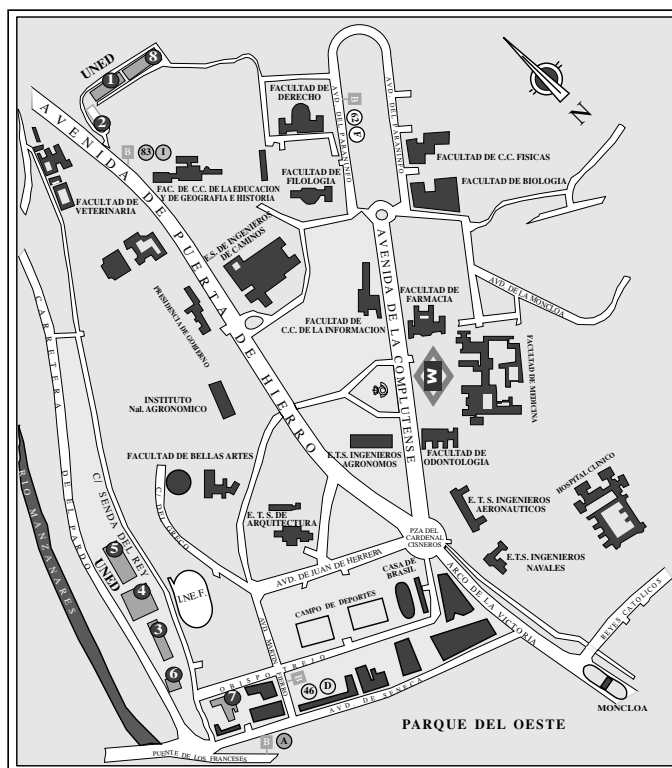 UNED
8
1
2
AVENIDA DE PUERTA DE HIERRO
B
83
I
FACULTAD DE
DERECHO
B
62
F
AVD. DEL PARANINFO
AVD. DEL PARANINFO
N
FACULTAD DE C.C. FISICAS
FACULTAD DE BIOLOGIA
FAC. DE C.C. DE LA EDUCACION
Y DE GEOGRAFIA E HISTORIA
FACULTAD DE
FILOLOGIA
FACULTAD DE
VETERINARIA
E.S. DE INGENIEROS
DE CAMINOS
AVENIDA DE LA COMPLUTENSE
AVD. DE LA MONCLOA
PRESIDENCIA DE GOBIERNO
FACULTAD DE
FARMACIA
FACULTAD DE
C.C. DE LA INFORMACION
FACULTAD DE MEDICINA
M
CARRETERA DE EL PARDO
INSTITUTO
Nal. AGRONOMICO
E.T.S. INGENIEROS
AGRONOMOS
FACULTAD DE
ODONTOLOGIA
FACULTAD DE BELLAS ARTES
C/ DEL GRECO
HOSPITAL CLINICO
E. T. S. INGENIEROS
AERONAUTICOS
E. T. S. DE
ARQUITECTURA
PZA DEL
CARDENAL
CISNEROS
E.T.S. INGENIEROS
NAVALES
RIO MANZANARES
C/ SENDA DEL REY
UNED
5
4
3
6
7
I.N.E.F.
AVD. DE JUAN DE HERRERA
CASA DE
BRASIL
CAMPO DE DEPORTES
ARCO DE LA VICTORIA
REYES CATOLICOS
OBISPO TREJO
B
46
D
AVD. DE SENECA
MONCLOA
PARQUE DEL OESTE
B
A
PUENTE DE LOS FRANCESES